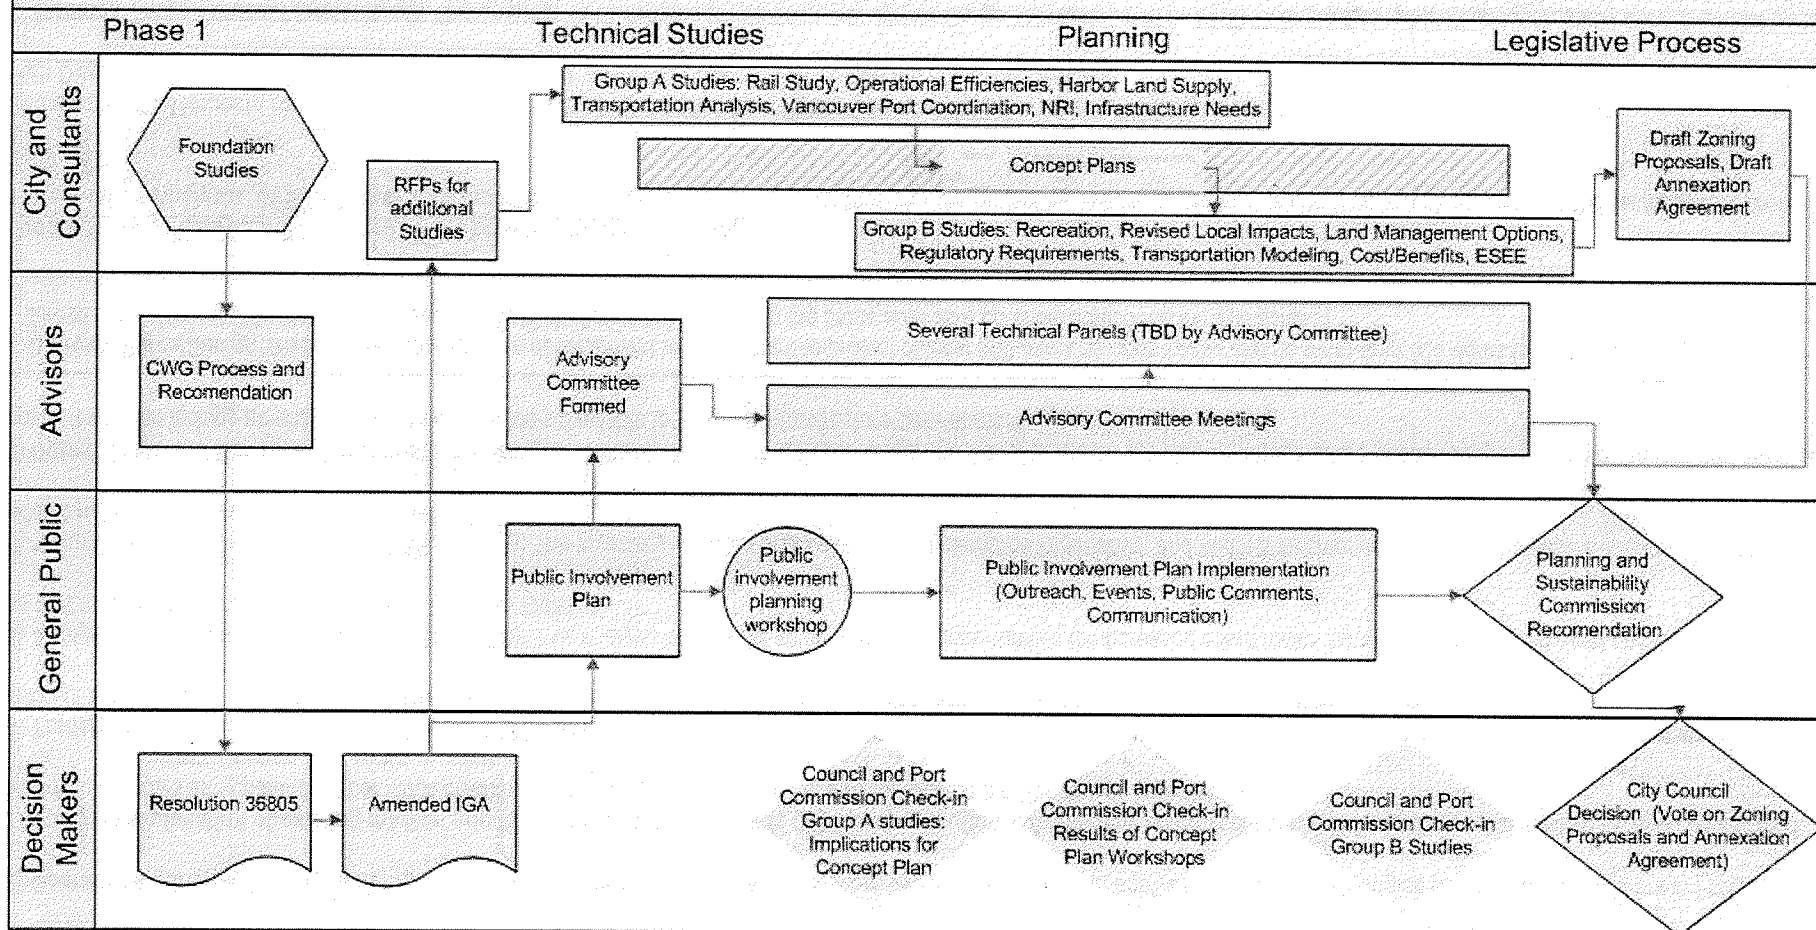 Phase 1
Technical Studies
Planning
Legislative Process
City and
Consultants
Foundation
Studies
RFPs for
additional
Studies
Group A Studies: Rail Study, Operational Efficiencies, Harbor Land Supply,
Transportation Analysis, Vancouver Port Coordination, NRI, Infrastructure Needs
Concept Plans
Group B Studies: Recreation, Revised Local Impacts, Land Management Options,
Regulatory Requirements, Transportation Modeling, Cost/Benefits, ESEE
Draft Zoning
Proposals, Draft
Annexation
Agreement
Advisors
CWG Process and
Recomendation
Advisory
Committee
Formed
Several Technical Panels (TBD by Advisory Committee)
Advisory Committee Meetings
General Public
Public Involvement
Plan
Public
involvement
planning
workshop
Public Involvement Plan Implementation
(Outreach, Events, Public Comments,
Communication)
Planning and
Sustainability
Commission
Recomendation
Decision
Makers
Resolution 36805
Amended IGA
Council and Port
Commission Check-in
Group A studies:
Implications for
Concept Plan
Council and Port
Commission Check-in
Results of Concept
Plan Workshops
Council and Port
Commission Check-in
Group B Studies
City Council
Decision (Vote on Zoning
Proposals and Annexation
Agreement)